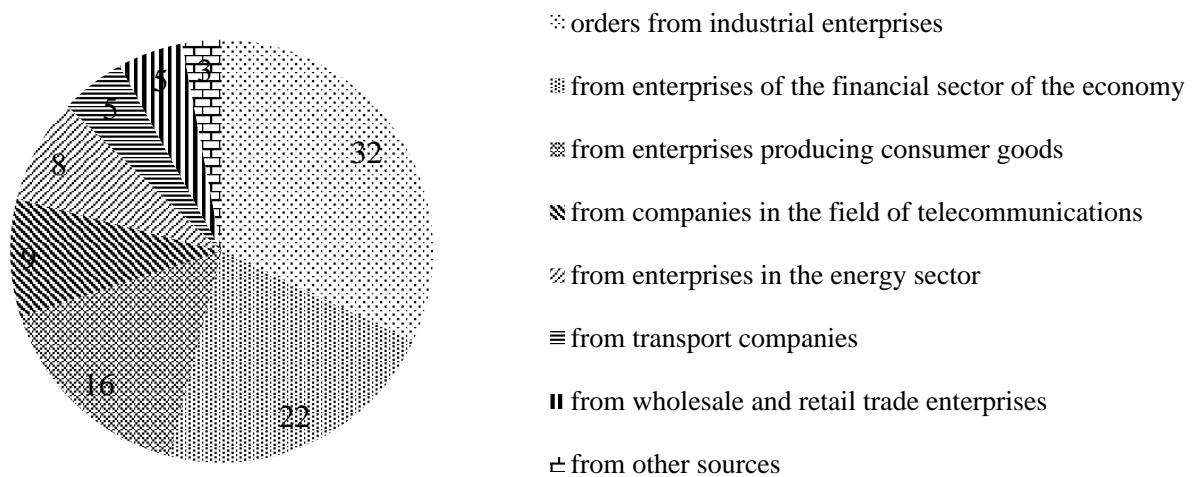 orders from industrial enterprises
from enterprises of the financial sector of the economy
from enterprises producing consumer goods
from companies in the field of telecommunications
from enterprises in the energy sector
from transport companies
from wholesale and retail trade enterprises
from other sources
32
22
16
9
8
5
5
3